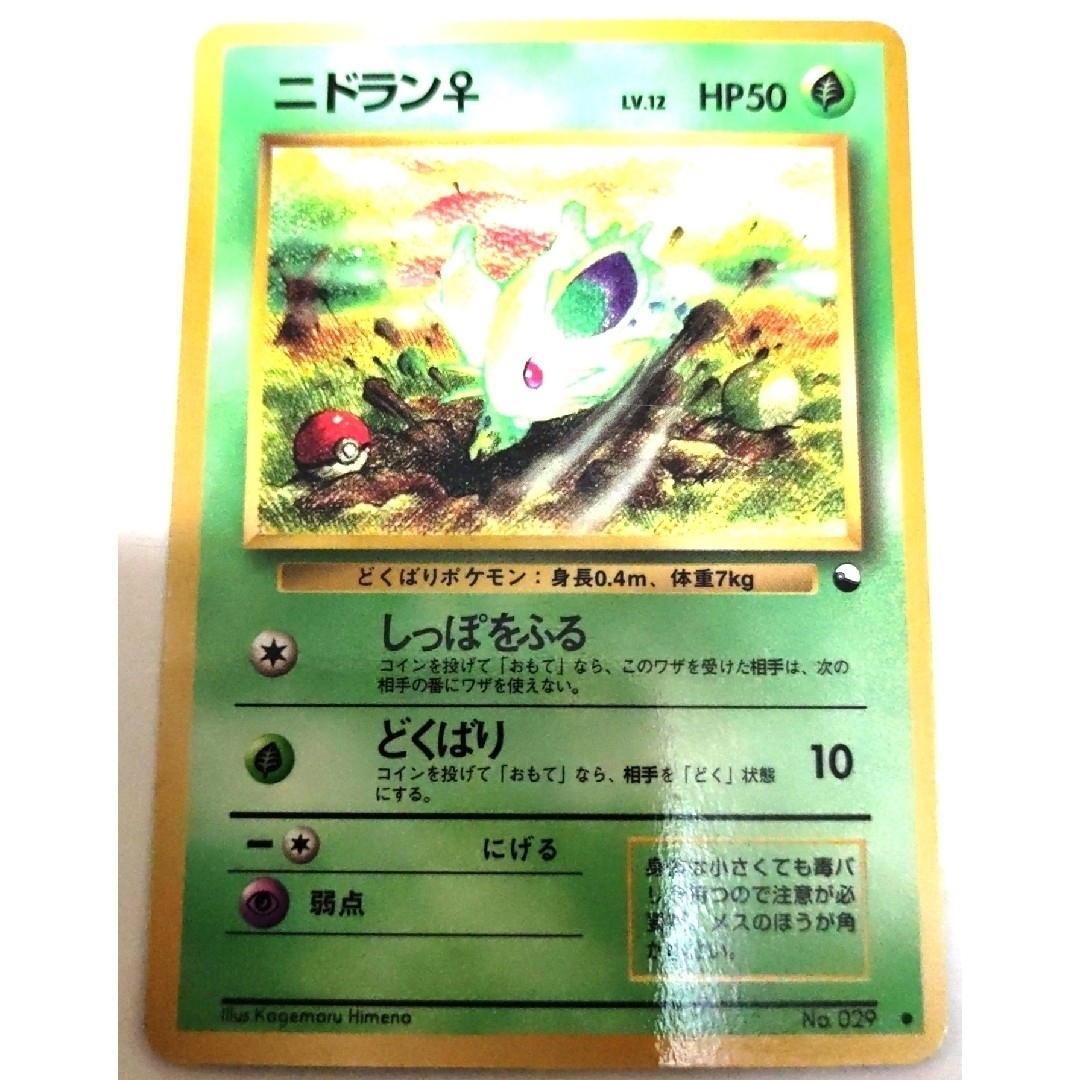 ニドラン♀ LV.12 HP50
どくばりポケモン：身長0.4m、体重7kg
しっぽをふる
コインを投げて「おもて」なら、このワザを受けた相手は、次の
相手の番にワザを使えない。
どくばり 10
コインを投げて「おもて」なら、相手を「どく」状態
にする。
ー にげる
弱点
小さくても毒バ
つので注意が必
メスのほうが角
Illus Kagemaru Himeno No. 029